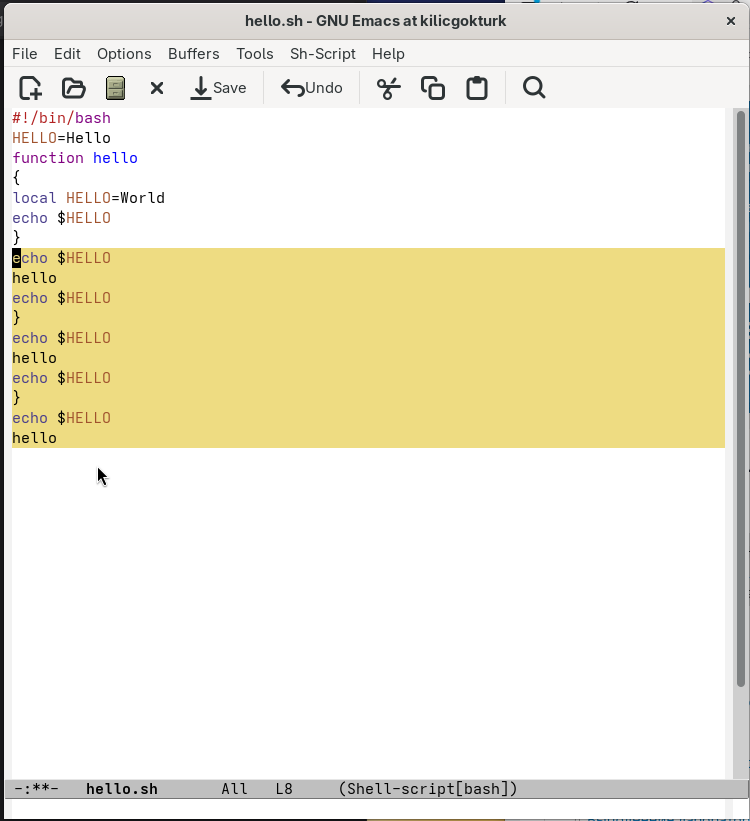 hello.sh - GNU Emacs at kilicgokturk
File Edit Options Buffers Tools Sh-Script Help
Save Undo
#!/bin/bash
HELLO=Hello
function hello
{
local HELLO=World
echo $HELLO
}
echo $HELLO
hello
echo $HELLO
}
echo $HELLO
hello
echo $HELLO
}
echo $HELLO
hello
-:**- hello.sh All L8 (Shell-script[bash])